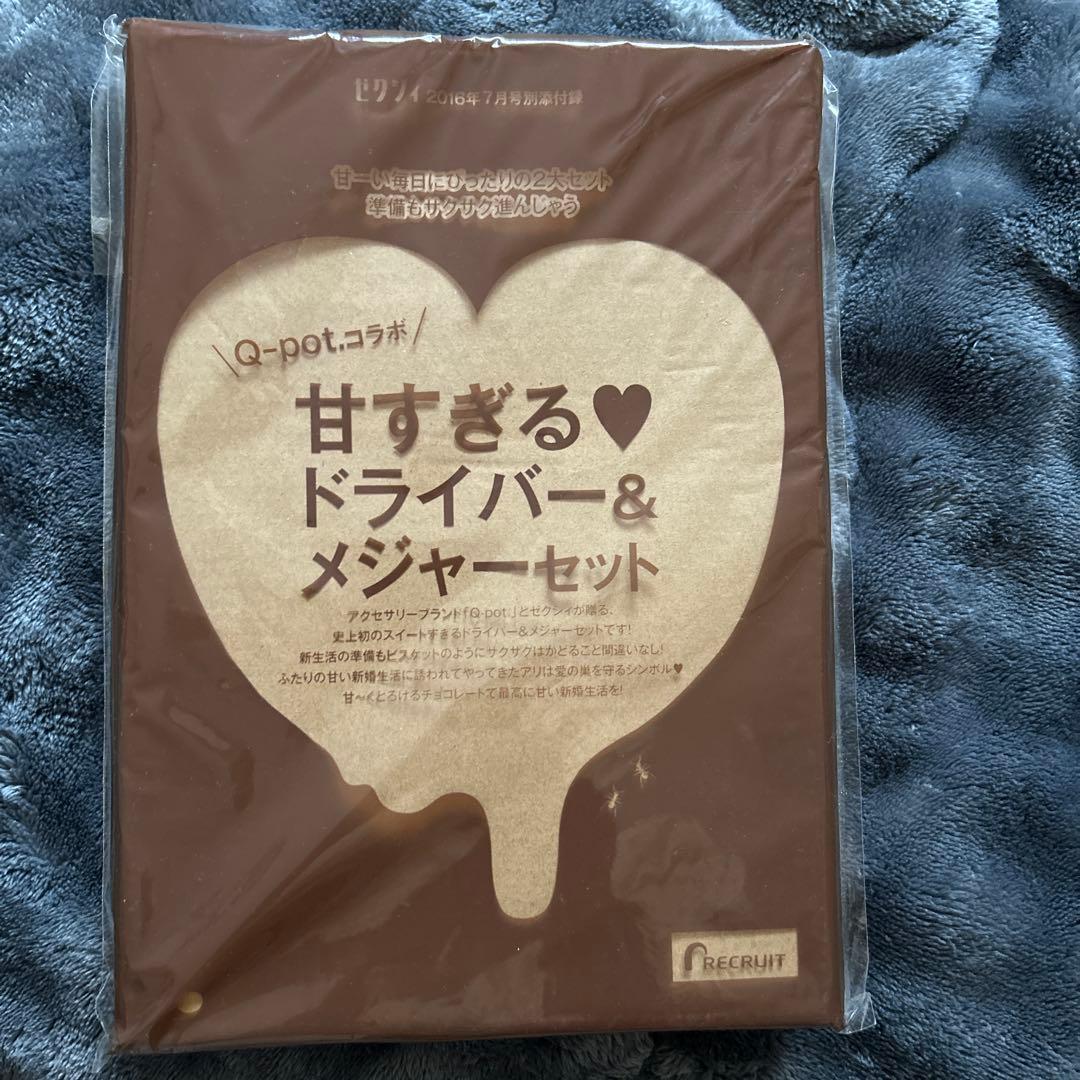 ゼクシィ 2016年7月号別添付録
甘ーい毎日にぴったりの2大セット
準備もサクサク進んじゃう
\Q-pot.コラボ/
甘すぎる♥
ドライバー&
メジャーセット
アクセサリーブランド「Q-pot.」とゼクシィが贈る、
史上初のスイートすぎるドライバー&メジャーセットです!
新生活の準備もビスケットのようにサクサクはかどること間違いなし!
ふたりの甘い新婚生活に誘われてやってきたアリは愛の巣を守るシンボル♥
甘〜くとろけるチョコレートで最高に甘い新婚生活を!
RECRUIT